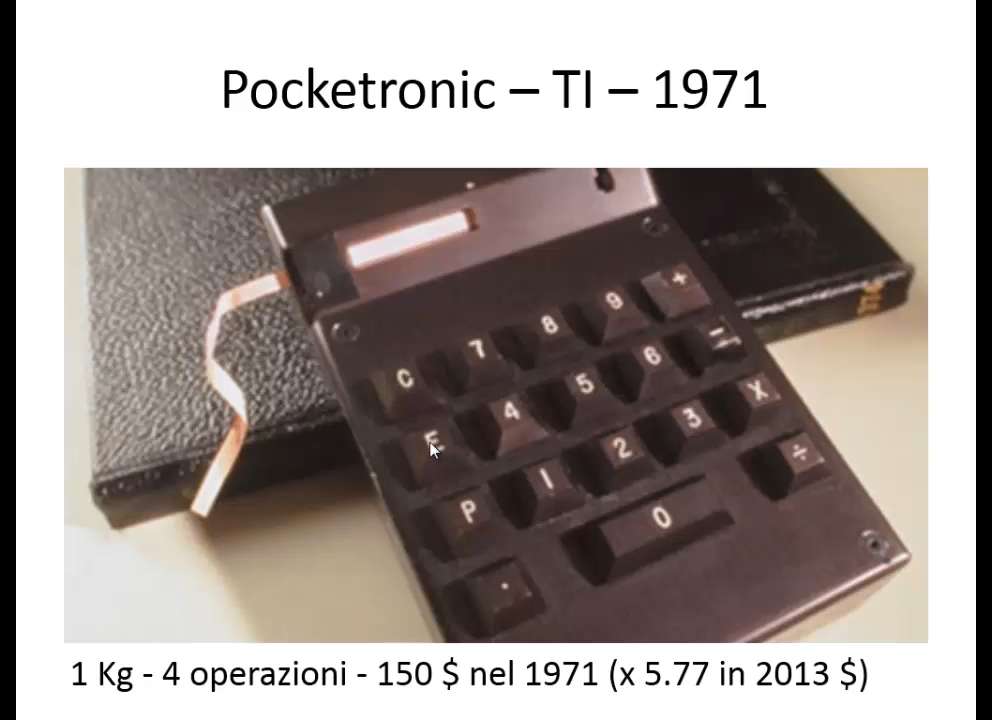 Pocketronic – TI – 1971
C 7 8 9 +
E 4 5 6 −
P 1 2 3 X
. 0 ÷
1 Kg - 4 operazioni - 150 $ nel 1971 (x 5.77 in 2013 $)